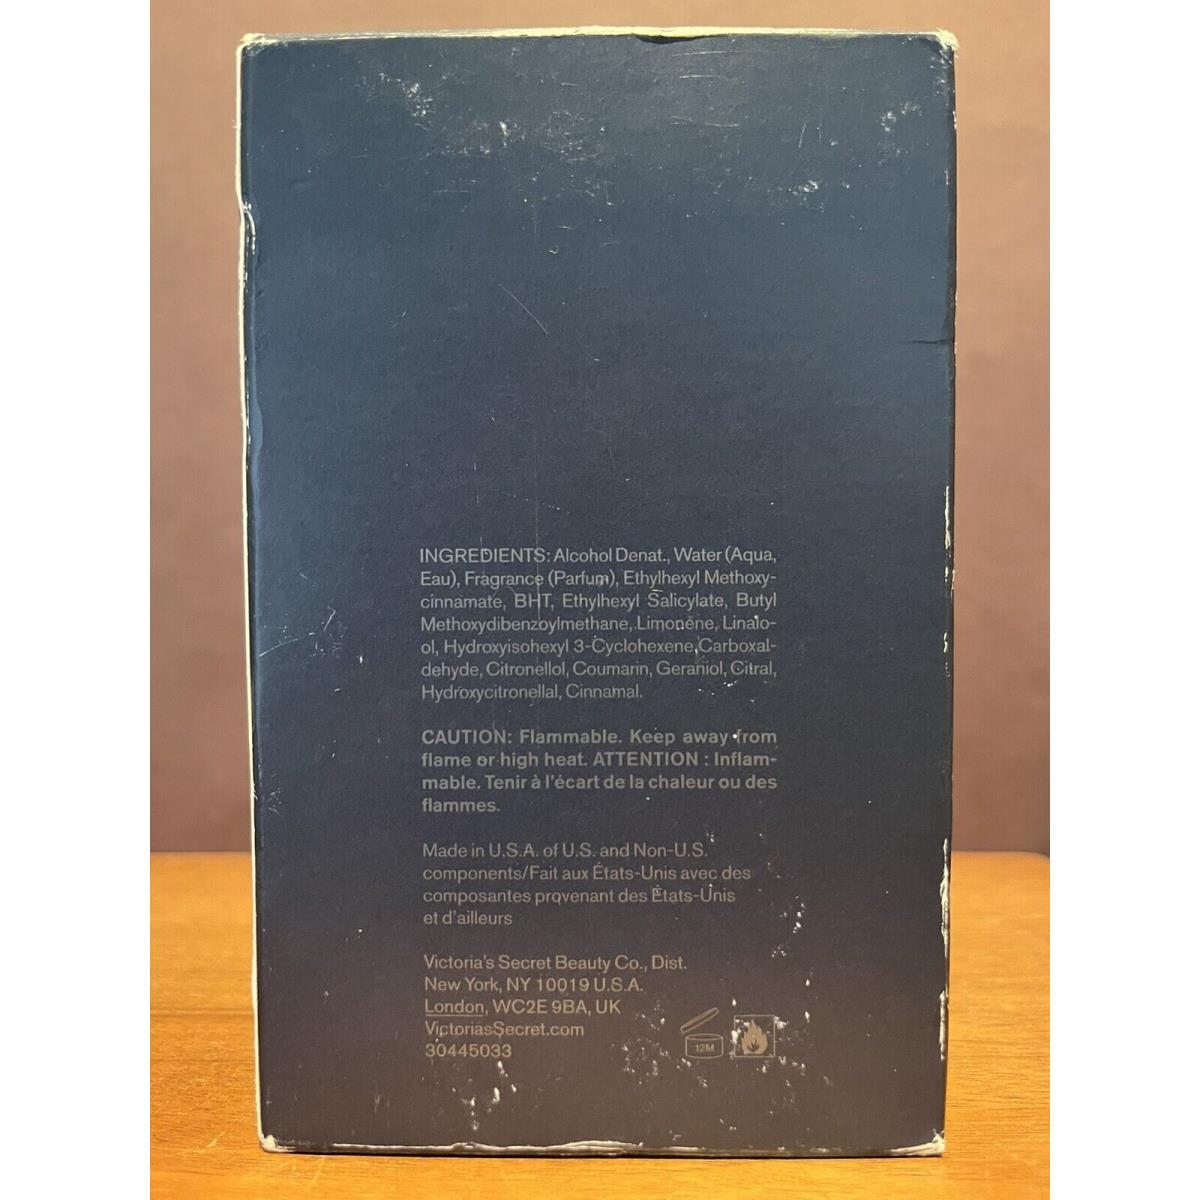 INGREDIENTS: Alcohol Denat., Water (Aqua,
Eau), Fragrance (Parfum), Ethylhexyl Methoxy-
cinnamate, BHT, Ethylhexyl Salicylate, Butyl
Methoxydibenzoylmethane, Limonene, Linalo-
ol, Hydroxyisohexyl 3-Cyclohexene Carboxal-
dehyde, Citronellol, Coumarin, Geraniol, Citral,
Hydroxycitronellal, Cinnamal.
CAUTION: Flammable. Keep away from
flame or high heat. ATTENTION : Inflam-
mable. Tenir à l'écart de la chaleur ou des
flammes.
Made in U.S.A. of U.S. and Non-U.S.
components/Fait aux États-Unis avec des
composantes provenant des États-Unis
et d'ailleurs
Victoria's Secret Beauty Co., Dist.
New York, NY 10019 U.S.A.
London, WC2E 9BA, UK
VictoriasSecret.com
30445033
12M